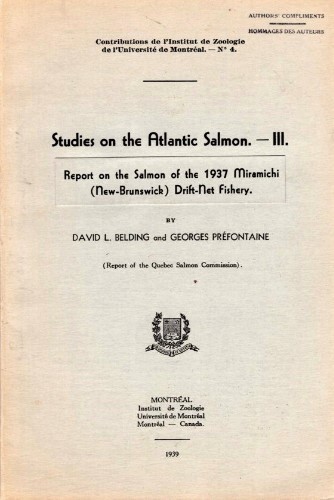 AUTHORS' COMPLIMENTS
HOMMAGES DES AUTEURS
Contributions de l'Institut de Zoologie
de l'Université de Montréal. — N° 4.
Studies on the Atlantic Salmon. — III.
Report on the Salmon of the 1937 Miramichi
(New-Brunswick) Drift-Net Fishery.
BY
DAVID L. BELDING and GEORGES PRÉFONTAINE
(Report of the Quebec Salmon Commission).
MONTRÉAL
Institut de Zoologie
Université de Montréal
Montréal — Canada.
1939